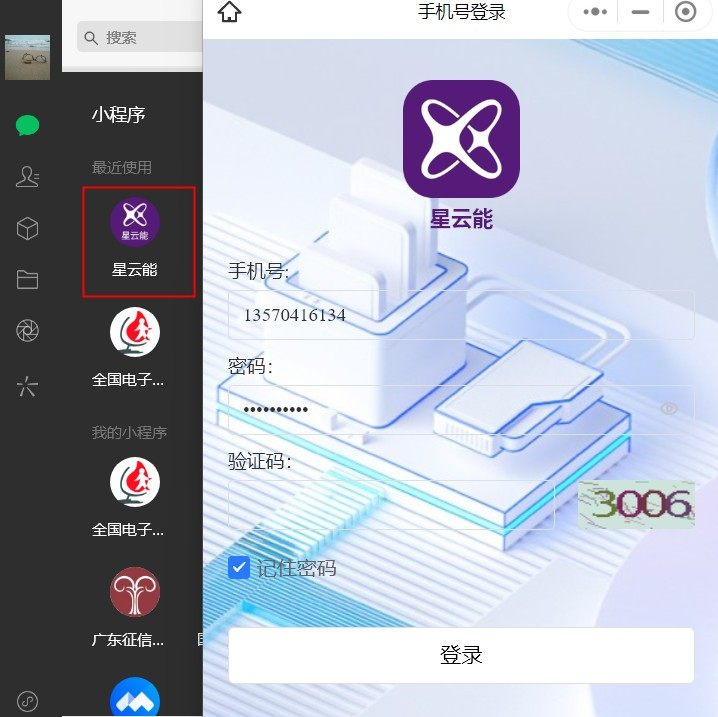 搜索
小程序
最近使用
星云能
星云能
全国电子...
我的小程序
全国电子...
广东征信...
手机号登录
星云能
手机号:
13570416134
密码:
••••••••••
验证码:
3006
记住密码
登录